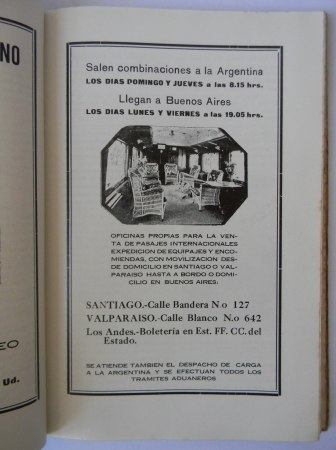 NO
EO
Ud.
Salen combinaciones a la Argentina
LOS DIAS DOMINGO Y JUEVES a las 8.15 hrs.
Llegan a Buenos Aires
LOS DIAS LUNES Y VIERNES a las 19.05 hrs.
OFICINAS PROPIAS PARA LA VEN-
TA DE PASAJES INTERNACIONALES
EXPEDICION DE EQUIPAJES Y ENCO-
MIENDAS, CON MOVILIZACION DES-
DE DOMICILIO EN SANTIAGO O VAL-
PARAISO HASTA A BORDO O DOMI-
CILIO EN BUENOS AIRES:
SANTIAGO.-Calle Bandera N.o 127
VALPARAISO.-Calle Blanco N.o 642
Los Andes.-Boletería en Est. FF. CC. del
Estado.
SE ATIENDE TAMBIEN EL DESPACHO DE CARGA
A LA ARGENTINA Y SE EFECTUAN TODOS LOS
TRAMITES ADUANEROS